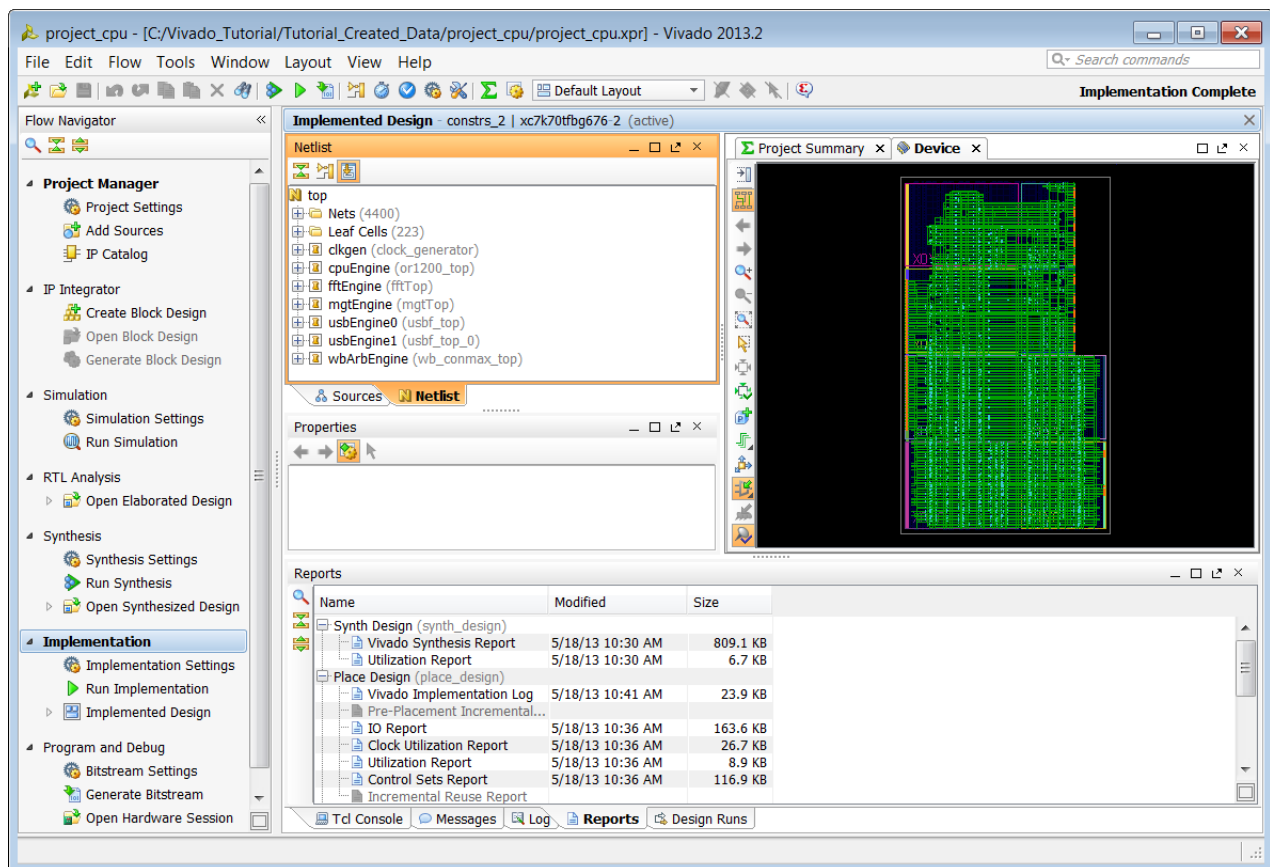 project_cpu - [C:/Vivado_Tutorial/Tutorial_Created_Data/project_cpu/project_cpu.xpr] - Vivado 2013.2
File Edit Flow Tools Window Layout View Help
Search commands
Default Layout
Implementation Complete
Flow Navigator
Project Manager
Project Settings
Add Sources
IP Catalog
IP Integrator
Create Block Design
Open Block Design
Generate Block Design
Simulation
Simulation Settings
Run Simulation
RTL Analysis
Open Elaborated Design
Synthesis
Synthesis Settings
Run Synthesis
Open Synthesized Design
Implementation
Implementation Settings
Run Implementation
Implemented Design
Program and Debug
Bitstream Settings
Generate Bitstream
Open Hardware Session
Implemented Design - constrs_2 | xc7k70tfbg676-2 (active)
Netlist
top
Nets (4400)
Leaf Cells (223)
clkgen (clock_generator)
cpuEngine (or1200_top)
fftEngine (fftTop)
mgtEngine (mgtTop)
usbEngine0 (usbf_top)
usbEngine1 (usbf_top_0)
wbArbEngine (wb_conmax_top)
Sources Netlist
Properties
Project Summary Device
Reports
Name Modified Size
Synth Design (synth_design)
Vivado Synthesis Report 5/18/13 10:30 AM 809.1 KB
Utilization Report 5/18/13 10:30 AM 6.7 KB
Place Design (place_design)
Vivado Implementation Log 5/18/13 10:41 AM 23.9 KB
Pre-Placement Incremental...
IO Report 5/18/13 10:36 AM 163.6 KB
Clock Utilization Report 5/18/13 10:36 AM 26.7 KB
Utilization Report 5/18/13 10:36 AM 8.9 KB
Control Sets Report 5/18/13 10:36 AM 116.9 KB
Incremental Reuse Report
Tcl Console Messages Log Reports Design Runs